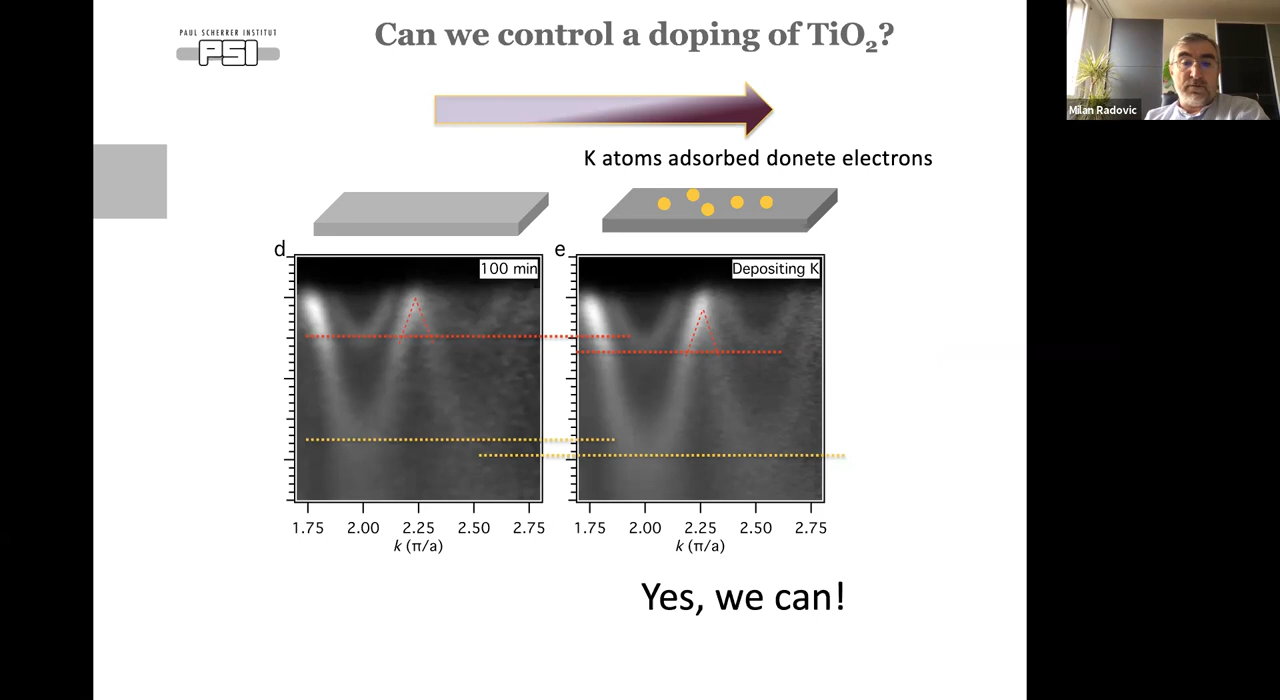 PAUL SCHERRER INSTITUT
PSI
Can we control a doping of TiO₂?
Milan Radovic
K atoms adsorbed donete electrons
d
100 min
e
Depositing K
1.75 2.00 2.25 2.50 2.75
k (π/a)
1.75 2.00 2.25 2.50 2.75
k (π/a)
Yes, we can!